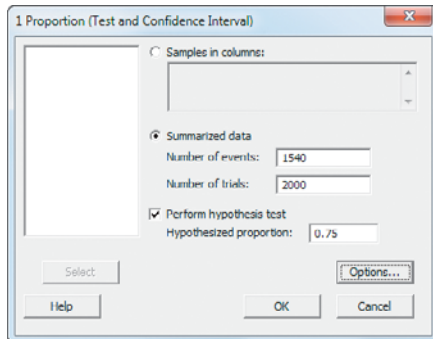 1 Proportion (Test and Confidence Interval)
Samples in columns:
Summarized data
Number of events: 1540
Number of trials: 2000
Perform hypothesis test
Hypothesized proportion: 0.75
Select
Options...
Help
OK
Cancel